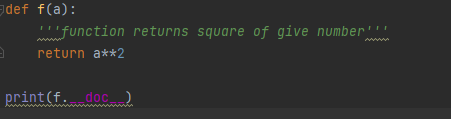 def f(a):
    '''function returns square of give number'''
    return a**2

print(f.__doc__)